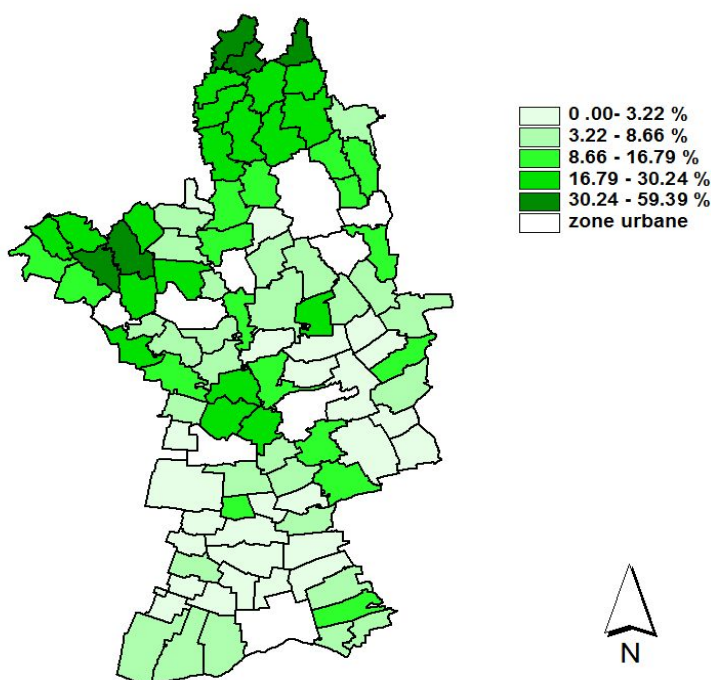 0 .00- 3.22 %
3.22 - 8.66 %
8.66 - 16.79 %
16.79 - 30.24 %
30.24 - 59.39 %
zone urbane
N